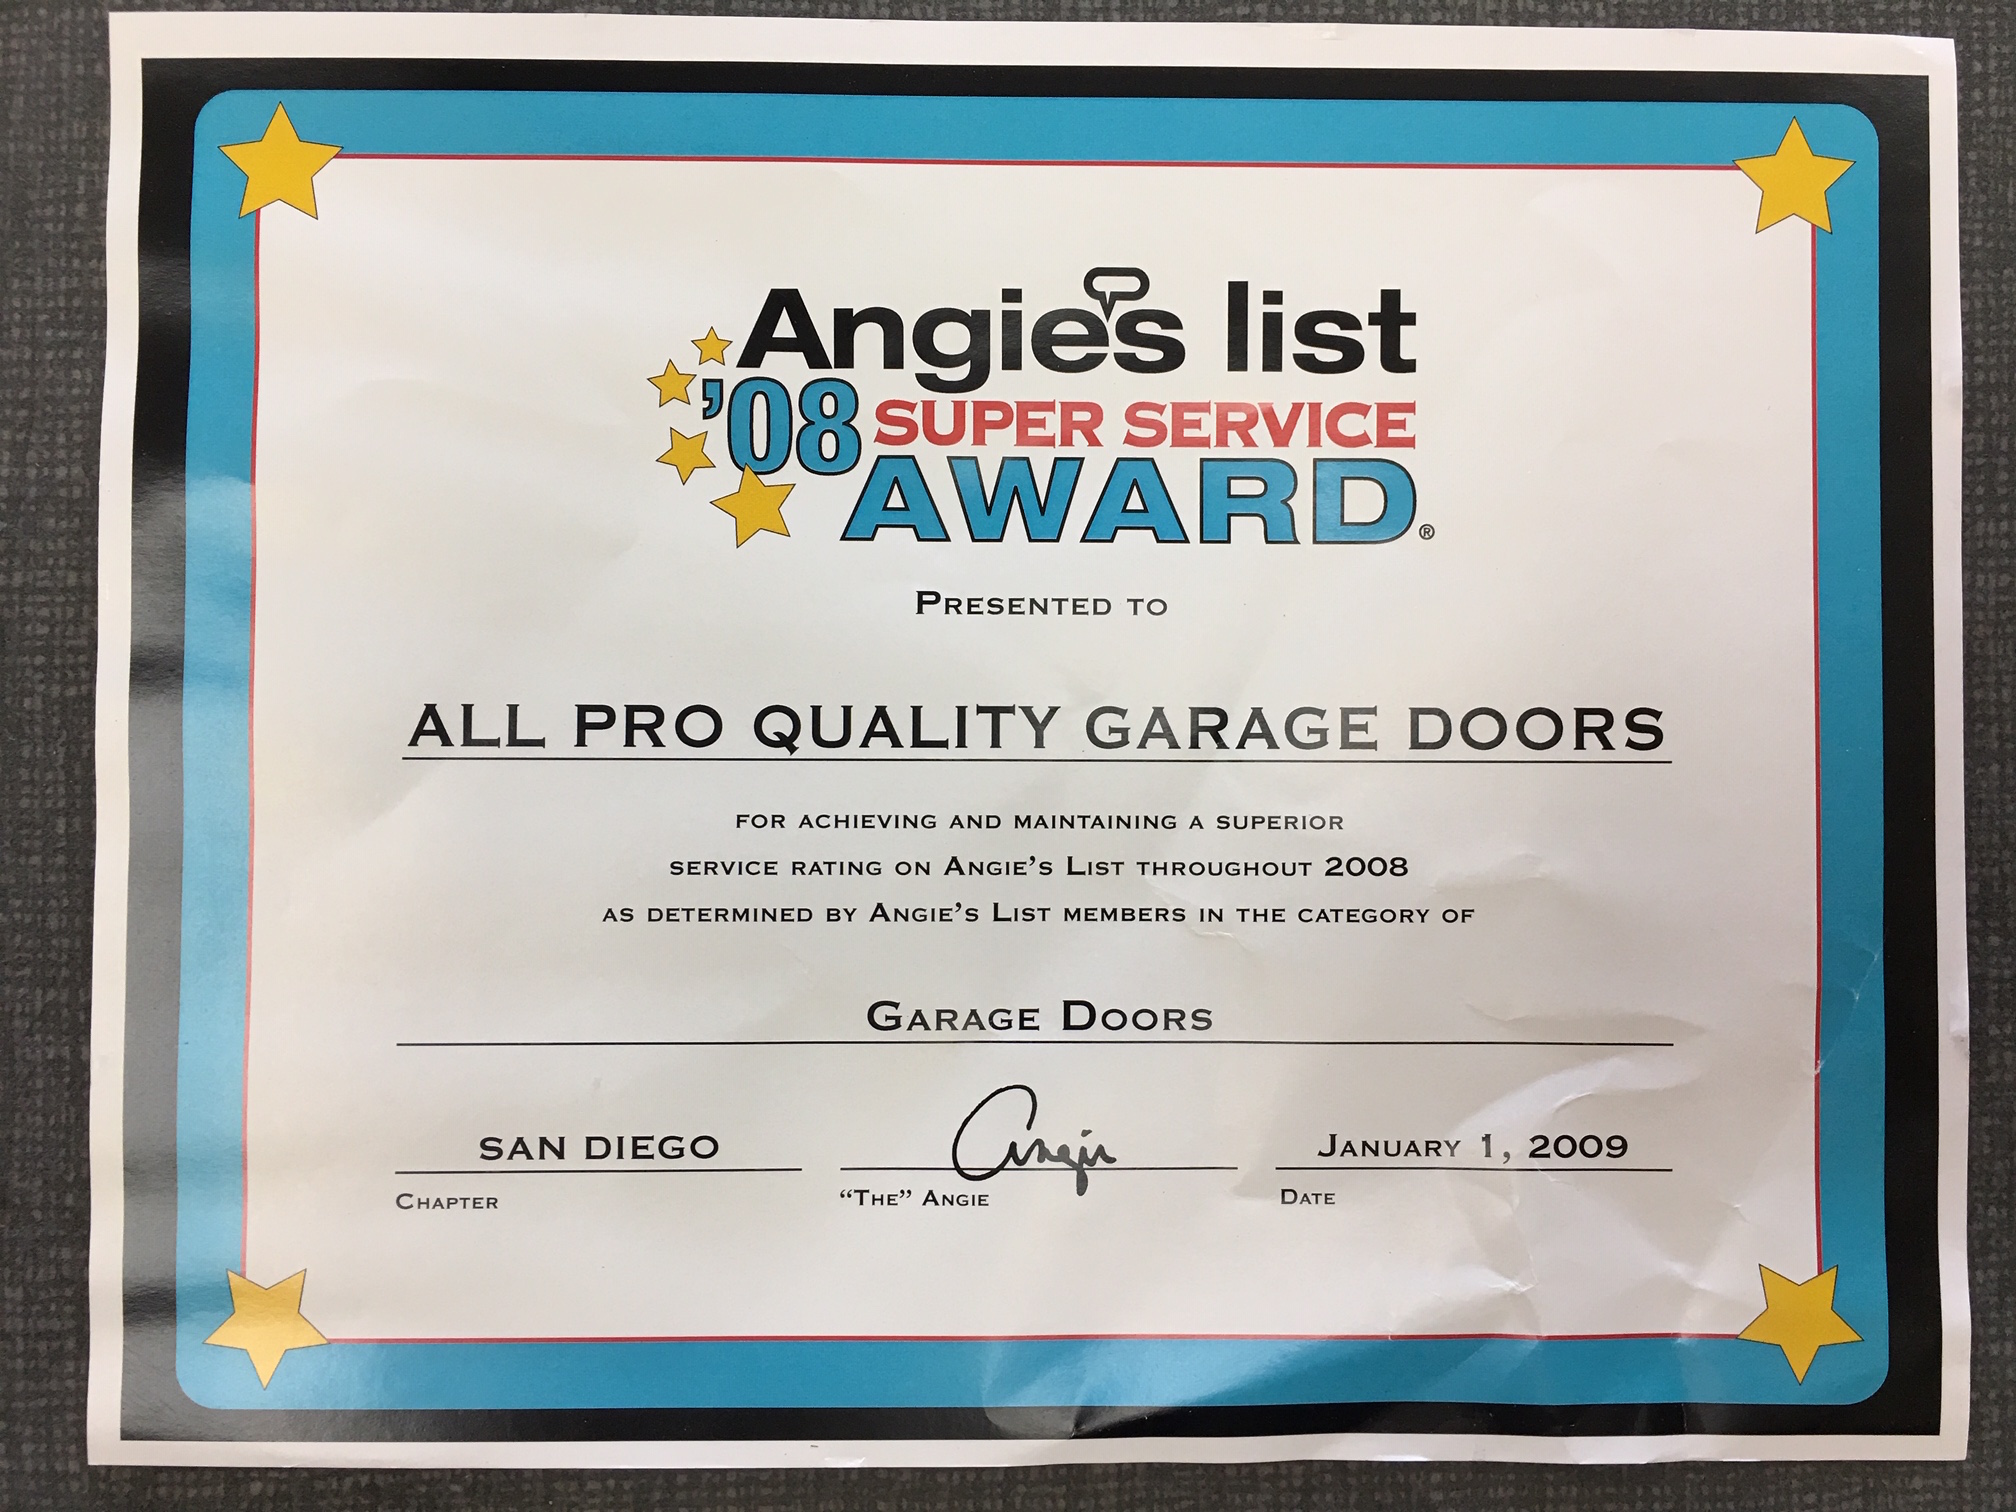 Angie's list
'08 SUPER SERVICE
AWARD®
PRESENTED TO
ALL PRO QUALITY GARAGE DOORS
FOR ACHIEVING AND MAINTAINING A SUPERIOR
SERVICE RATING ON ANGIE'S LIST THROUGHOUT 2008
AS DETERMINED BY ANGIE'S LIST MEMBERS IN THE CATEGORY OF
GARAGE DOORS
SAN DIEGO
Angie
JANUARY 1, 2009
CHAPTER
“THE” ANGIE
DATE